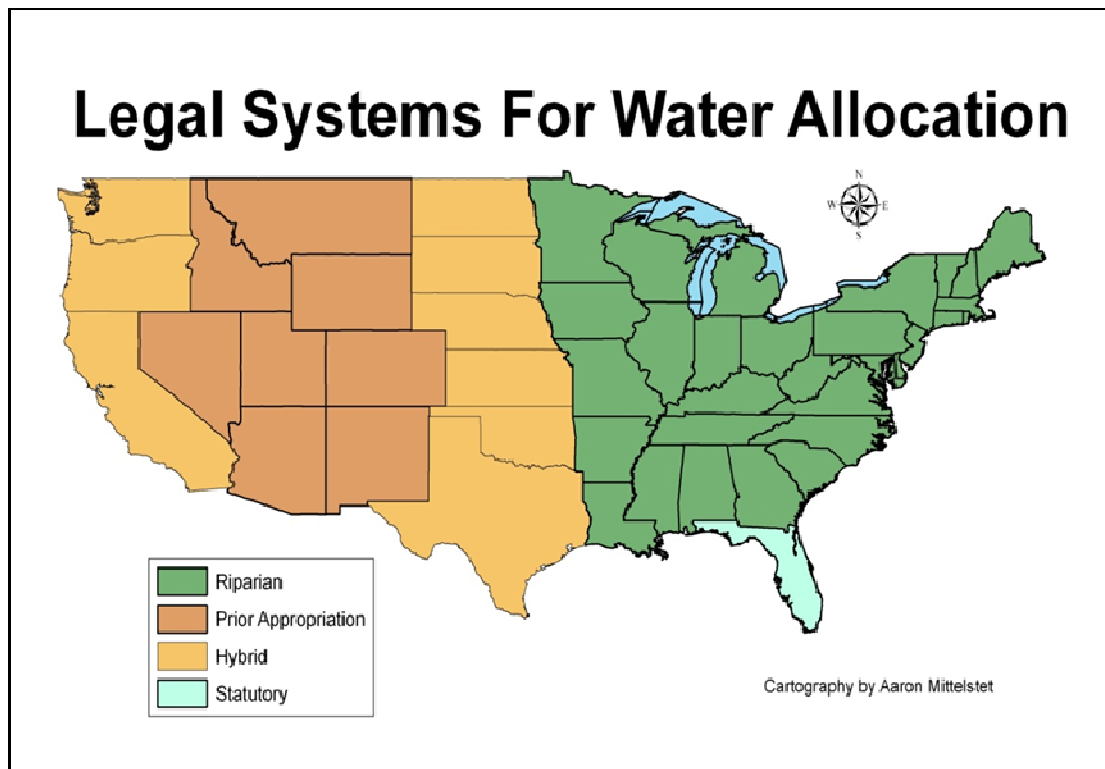 Legal Systems For Water Allocation
N
W E
S
Riparian
Prior Appropriation
Hybrid
Statutory
Cartography by Aaron Mittelstet